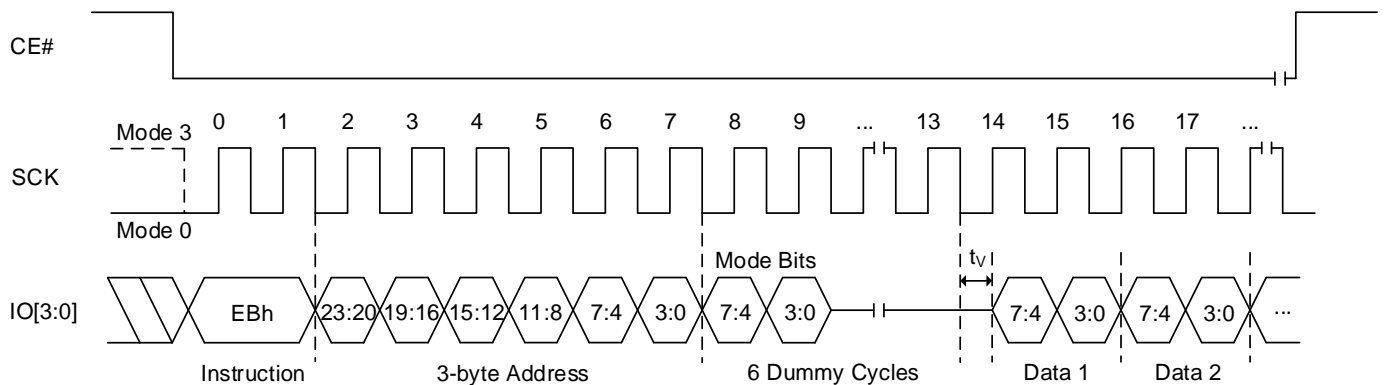 CE#
0 1 2 3 4 5 6 7 8 9 ... 13 14 15 16 17 ...
Mode 3
SCK
Mode 0
Mode Bits tV
IO[3:0] EBh 23:20 19:16 15:12 11:8 7:4 3:0 7:4 3:0 7:4 3:0 7:4 3:0 ...
Instruction 3-byte Address 6 Dummy Cycles Data 1 Data 2